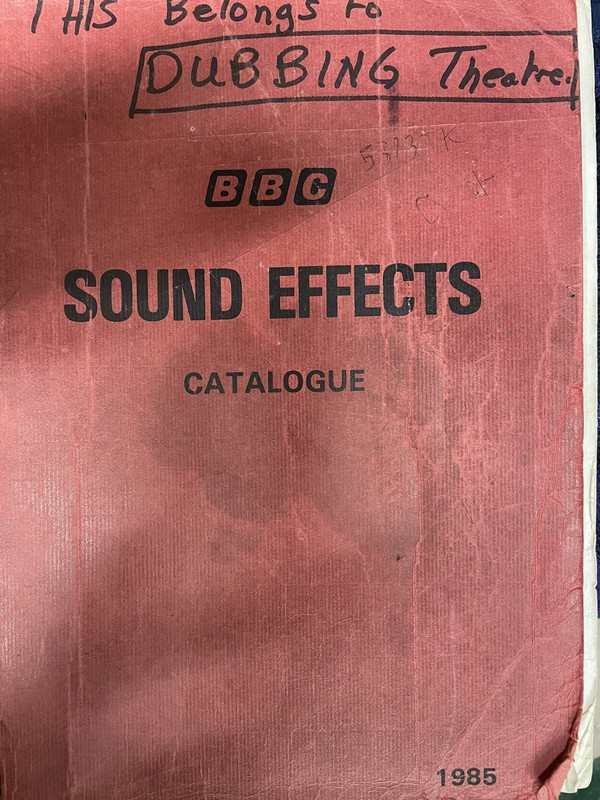 THIS Belongs to
DUBBING Theatre.
BBC
SOUND EFFECTS
CATALOGUE
1985